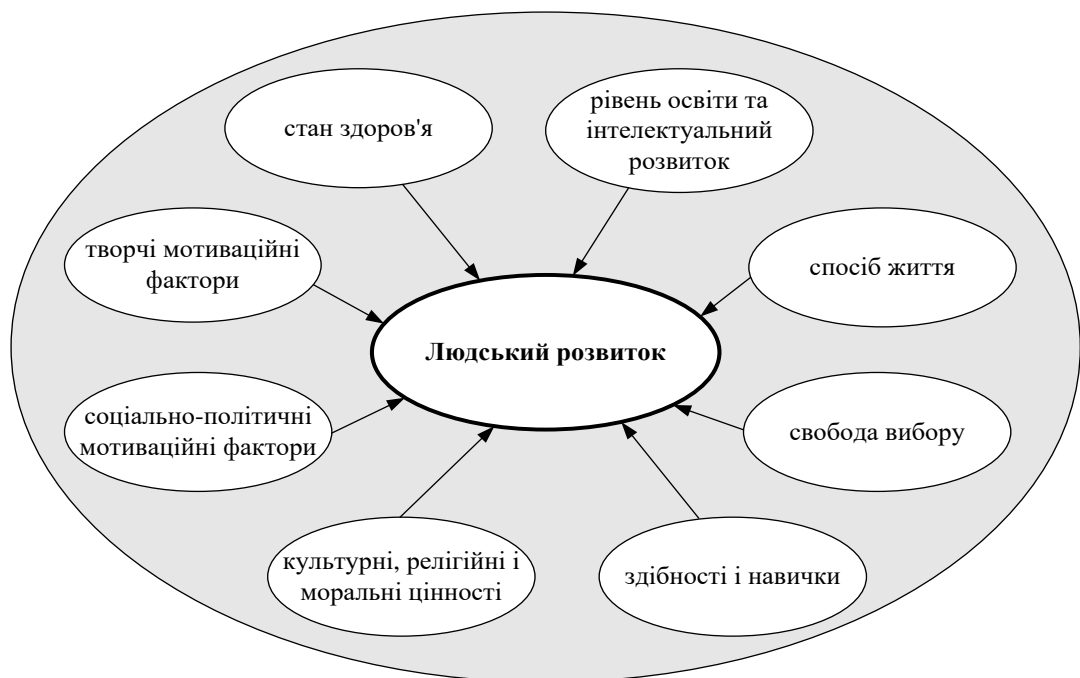 стан здоров'я
рівень освіти та
інтелектуальний
розвиток
творчі мотиваційні
фактори
спосіб життя
Людський розвиток
соціально-політичні
мотиваційні фактори
свобода вибору
культурні, релігійні і
моральні цінності
здібності і навички